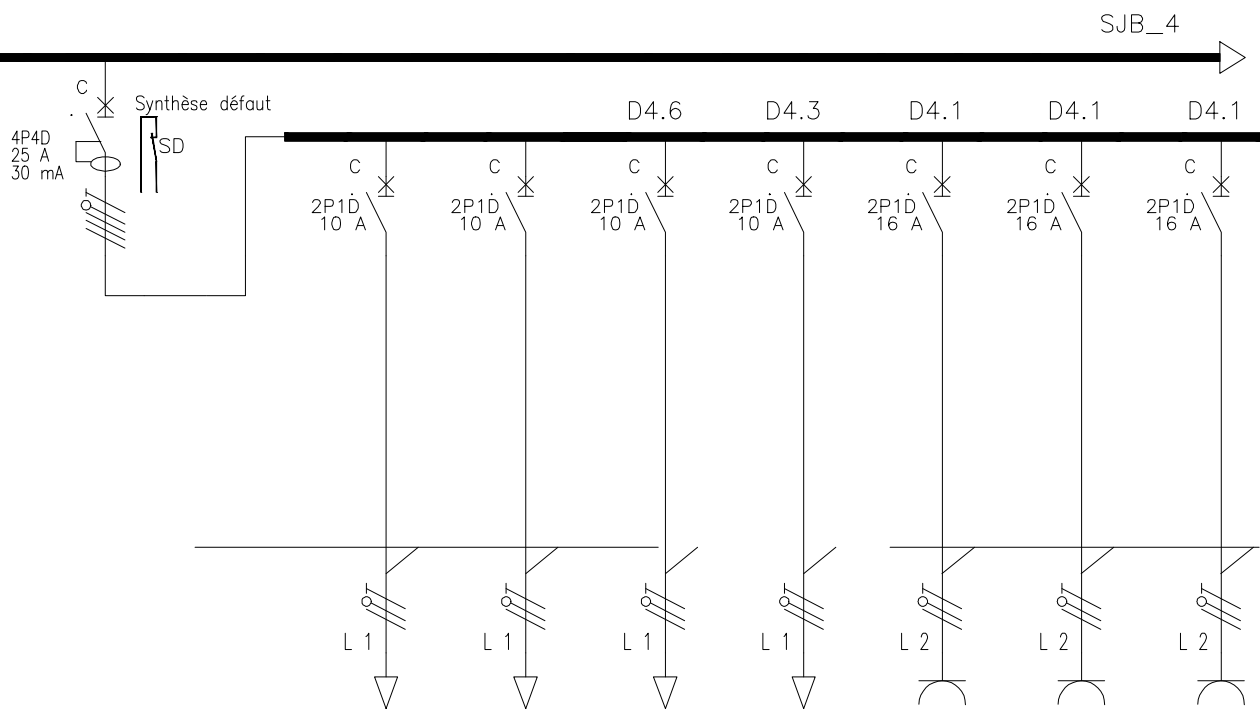 SJB_4
C
Synthèse défaut
SD
4P4D
25 A
30 mA
D4.6 D4.3 D4.1 D4.1 D4.1
C C C C C C C
2P1D 2P1D 2P1D 2P1D 2P1D 2P1D 2P1D
10 A 10 A 10 A 10 A 16 A 16 A 16 A
L 1 L 1 L 1 L 1 L 2 L 2 L 2